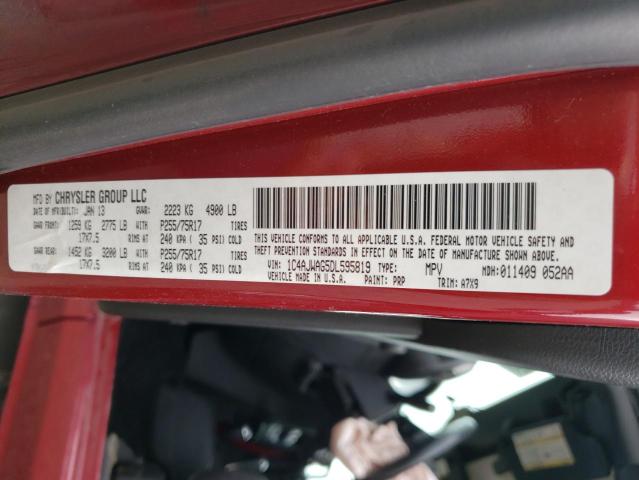 MFD BY CHRYSLER GROUP LLC
DATE OF MFR/BUILT: JAN 13 GVWR: 2223 KG 4900 LB
GAWR FRONT: 1259 KG 2775 LB P255/75R17 TIRES
17X7.5 RIMS AT 240 KPA ( 35 PSI) COLD
GAWR REAR: 1452 KG 3200 LB P255/75R17 TIRES
17X7.5 RIMS AT 240 KPA ( 35 PSI) COLD
THIS VEHICLE CONFORMS TO ALL APPLICABLE U.S.A. FEDERAL MOTOR VEHICLE SAFETY AND
THEFT PREVENTION STANDARDS IN EFFECT ON THE DATE OF MANUFACTURE SHOWN ABOVE.
VIN: 1C4AJWAG5DL595819 TYPE: MPV MDH: 011409 052AA
VEHICLE MADE IN U.S.A. PAINT: PRP TRIM: A7X9